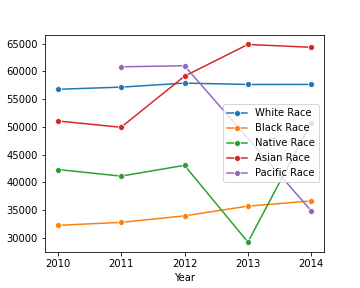 65000
60000
55000
50000
45000
40000
35000
30000
White Race
Black Race
Native Race
Asian Race
Pacific Race
2010 2011 2012 2013 2014
Year